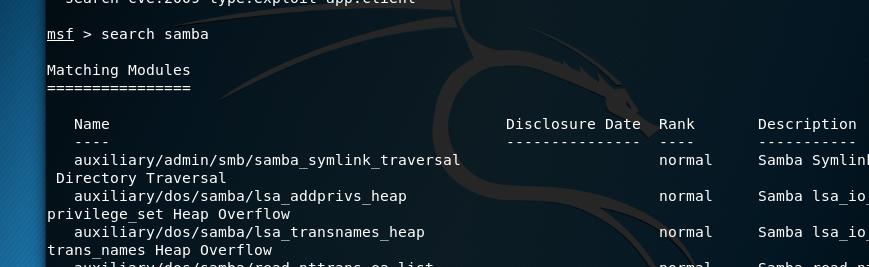 search cve:2009 type:exploit app:client
msf > search samba
Matching Modules
================
Name Disclosure Date Rank Description
---- --------------- ---- -----------
auxiliary/admin/smb/samba_symlink_traversal normal Samba Symlink
Directory Traversal
auxiliary/dos/samba/lsa_addprivs_heap normal Samba lsa_io_
privilege_set Heap Overflow
auxiliary/dos/samba/lsa_transnames_heap normal Samba lsa_io_
trans_names Heap Overflow
auxiliary/dos/samba/read_nttrans_ea_list normal Samba